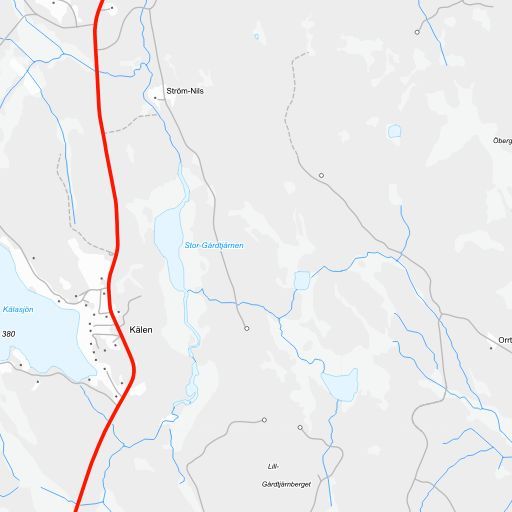 Ström-Nils
Öberg
Stor-Gårdtjärnen
Kälasjön
380
Kälen
Orrt
Lill-
Gårdtjärnberget